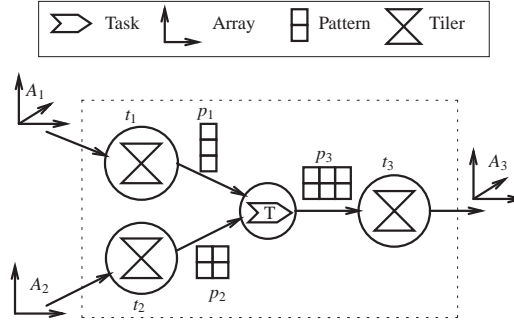 Task Array Pattern Tiler
A1 t1 p1
p3 t3 A3
T
A2 t2 p2